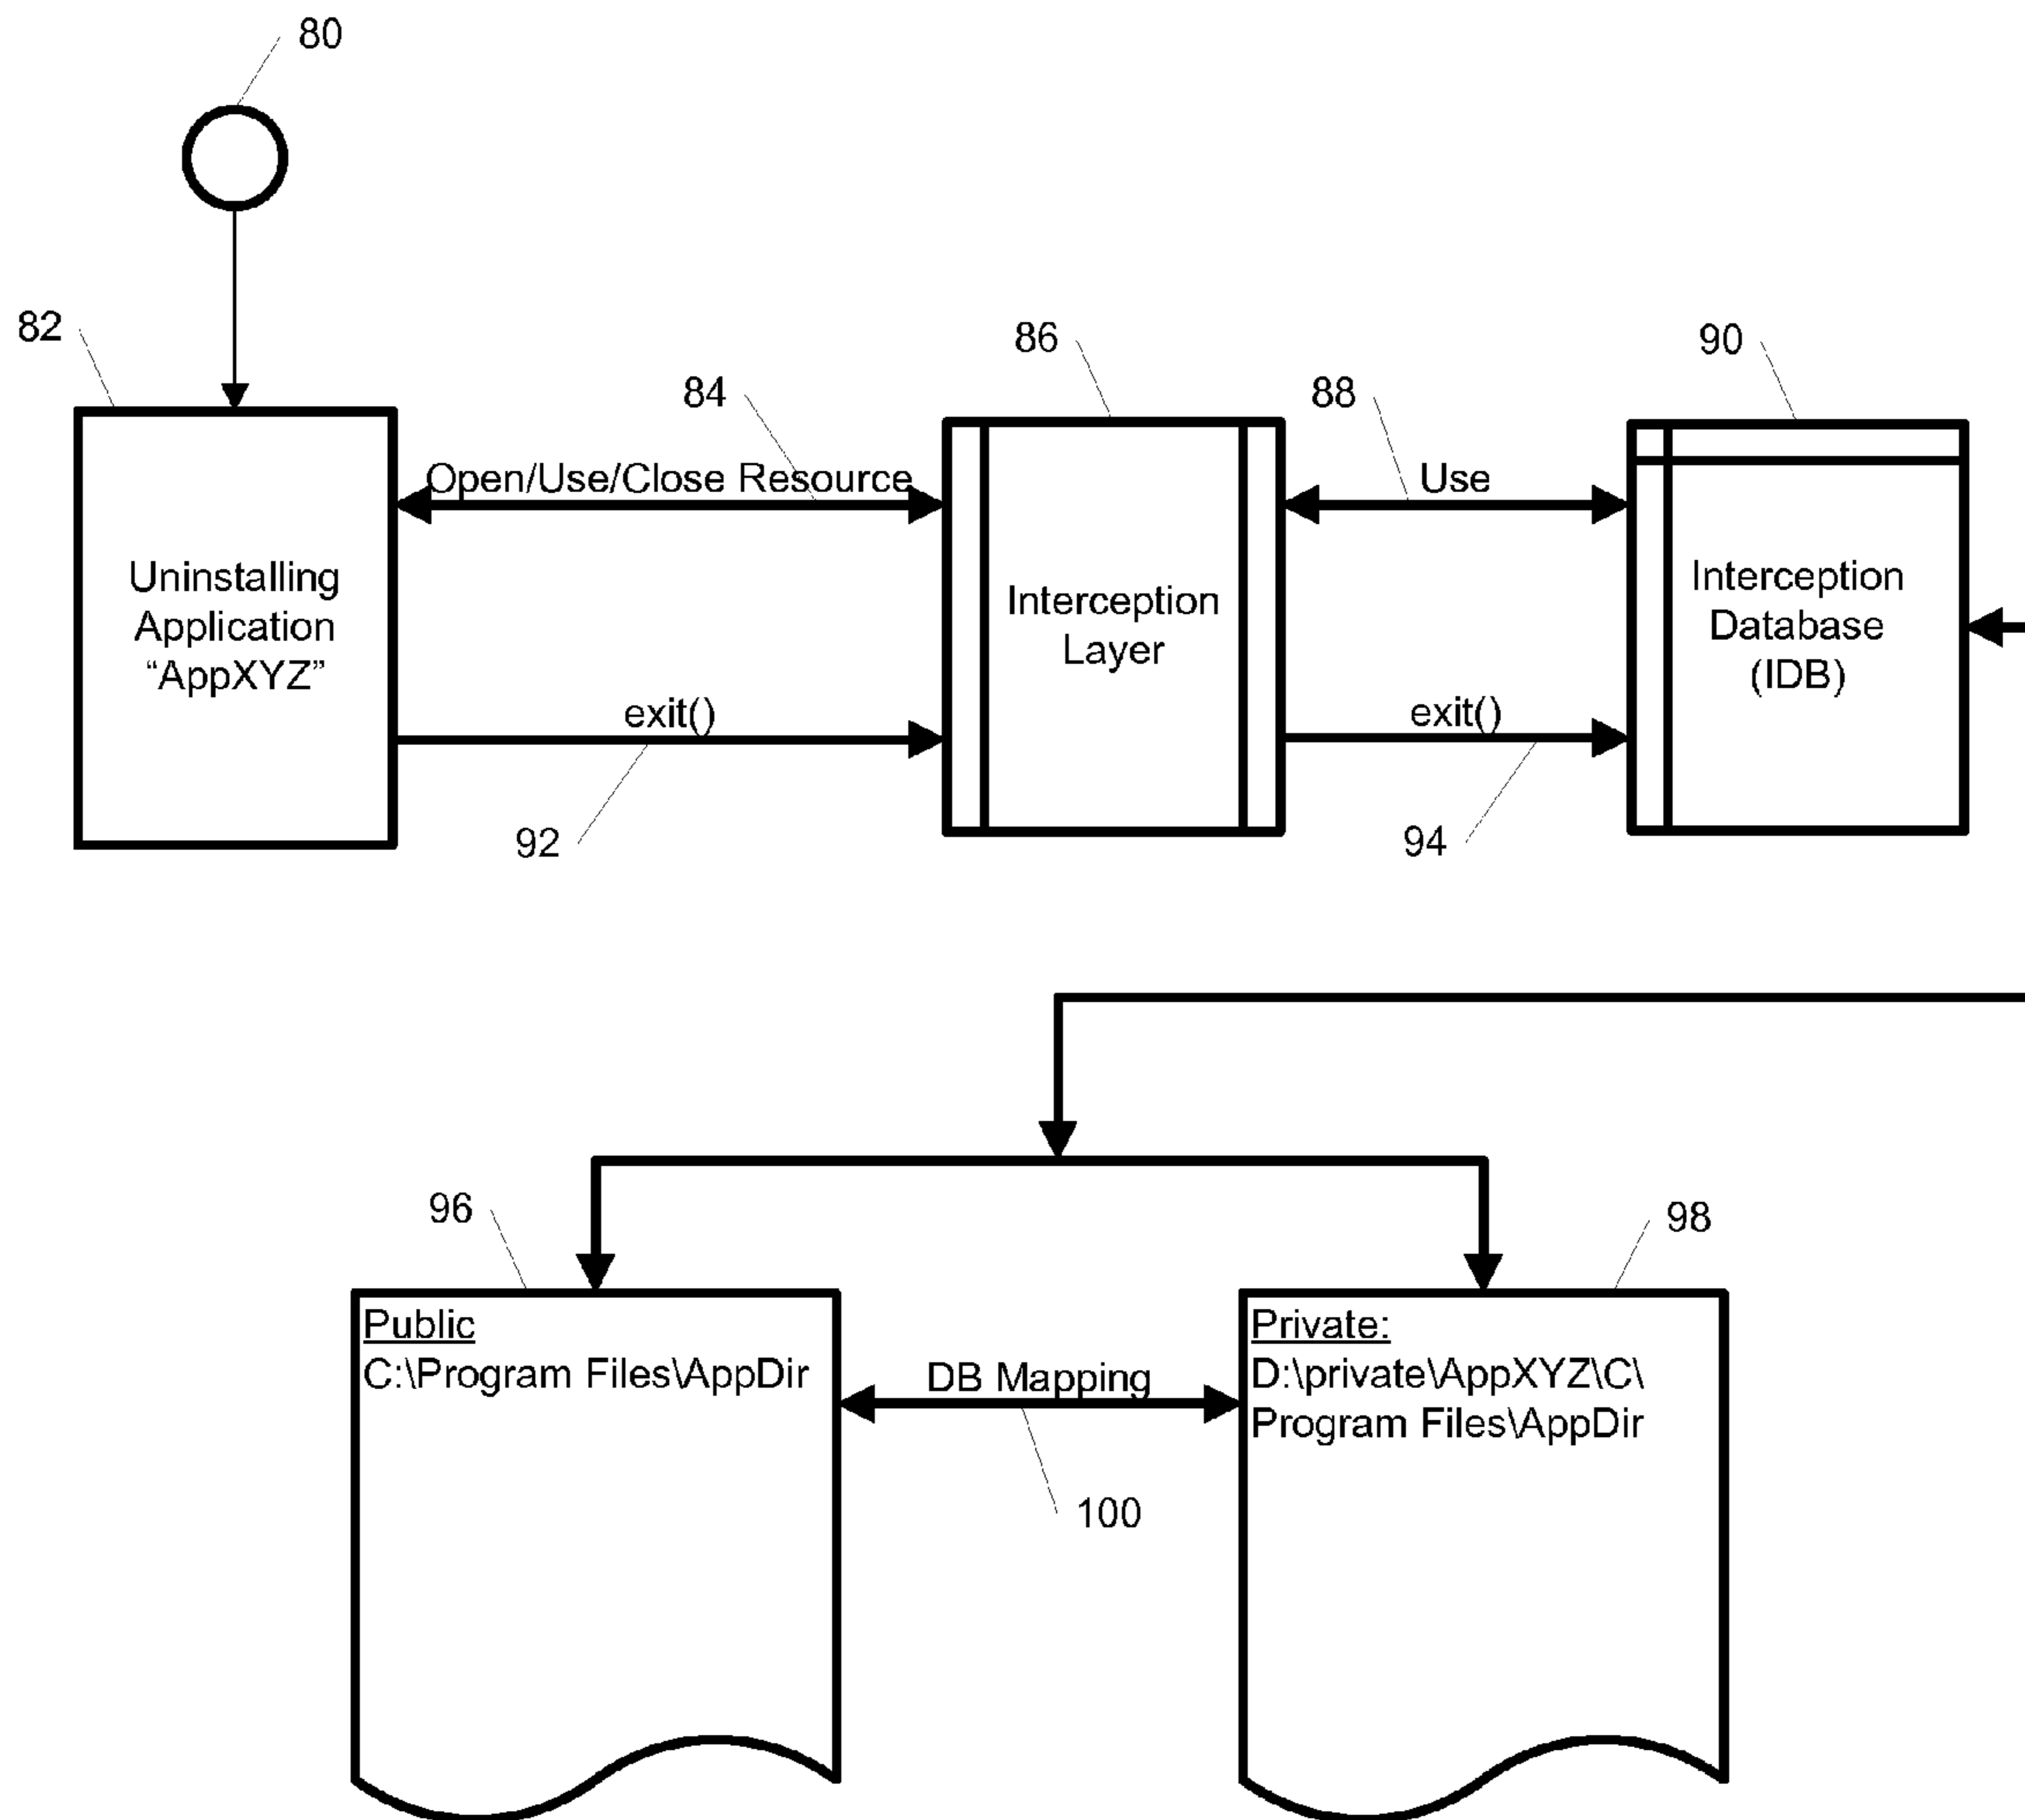 80
82
84
86
88
90
Open/Use/Close Resource
Use
Uninstalling
Application
“AppXYZ”
Interception
Layer
Interception
Database
(IDB)
exit()
exit()
92
94
96
98
Public
C:\Program Files\AppDir
DB Mapping
100
Private:
D:\private\AppXYZ\C\
Program Files\AppDir